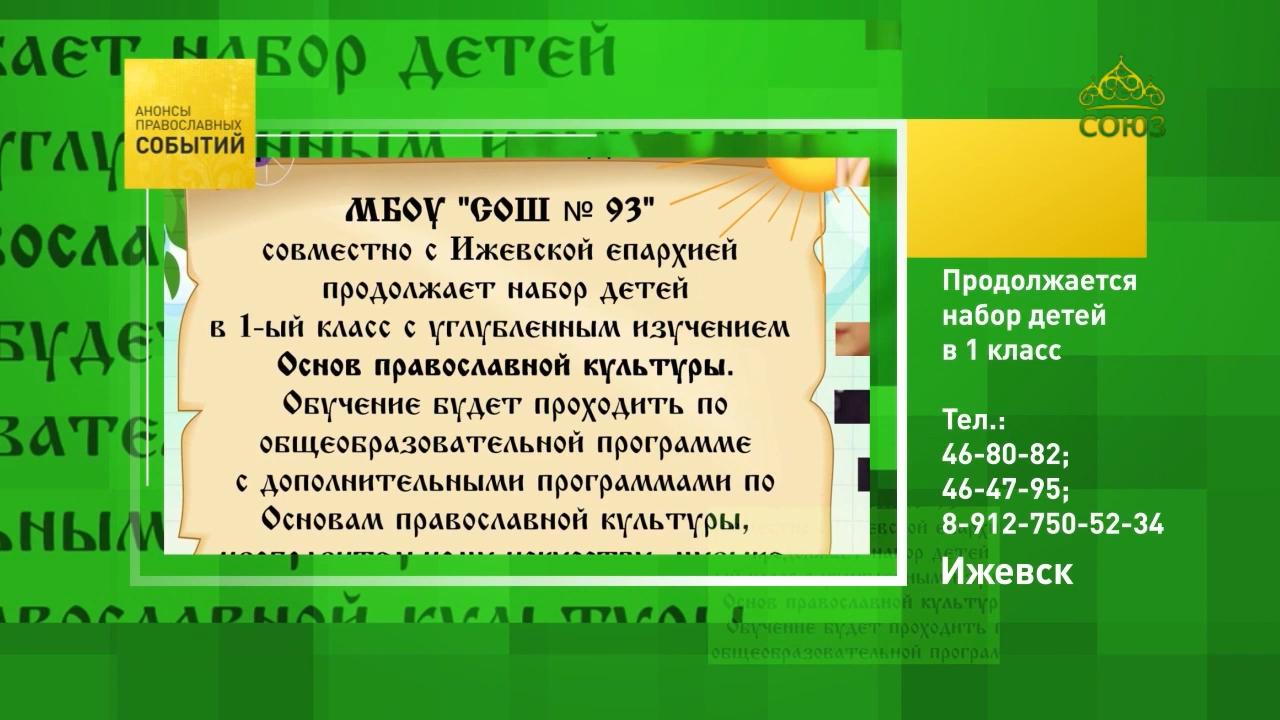 АНОНСЫ
ПРАВОСЛАВНЫХ
СОБЫТИЙ
СОЮЗ
МБОУ "СОШ № 93"
совместно с Ижевской епархией
продолжает набор детей
в 1-ый класс с углубленным изучением
Основ православной культуры.
Обучение будет проходить по
общеобразовательной программе
с дополнительными программами по
Основам православной культуры,
Продолжается
набор детей
в 1 класс
Тел.:
46-80-82;
46-47-95;
8-912-750-52-34
Ижевск